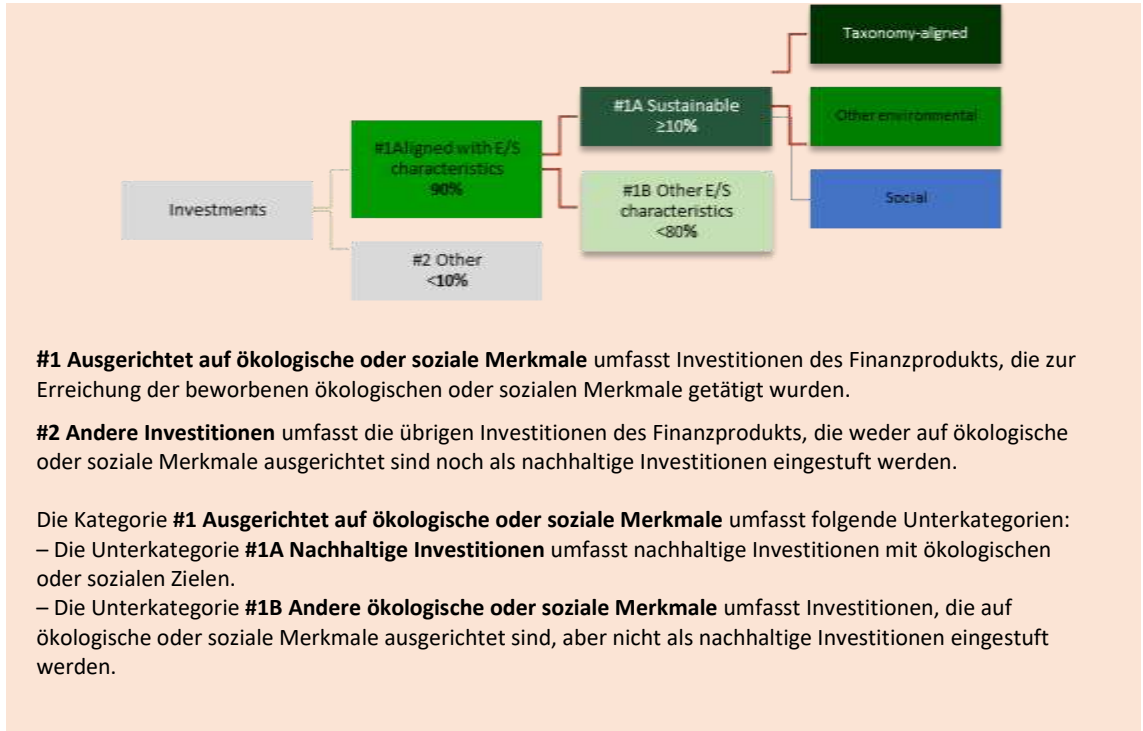 Taxonomy-aligned
#1A Sustainable
≥10%
Other environmental
#1Aligned with E/S
characteristics
90%
#1B Other E/S
characteristics
<80%
Investments
Social
#2 Other
<10%
#1 Ausgerichtet auf ökologische oder soziale Merkmale umfasst Investitionen des Finanzprodukts, die zur
Erreichung der beworbenen ökologischen oder sozialen Merkmale getätigt wurden.
#2 Andere Investitionen umfasst die übrigen Investitionen des Finanzprodukts, die weder auf ökologische
oder soziale Merkmale ausgerichtet sind noch als nachhaltige Investitionen eingestuft werden.
Die Kategorie #1 Ausgerichtet auf ökologische oder soziale Merkmale umfasst folgende Unterkategorien:
– Die Unterkategorie #1A Nachhaltige Investitionen umfasst nachhaltige Investitionen mit ökologischen
oder sozialen Zielen.
– Die Unterkategorie #1B Andere ökologische oder soziale Merkmale umfasst Investitionen, die auf
ökologische oder soziale Merkmale ausgerichtet sind, aber nicht als nachhaltige Investitionen eingestuft
werden.